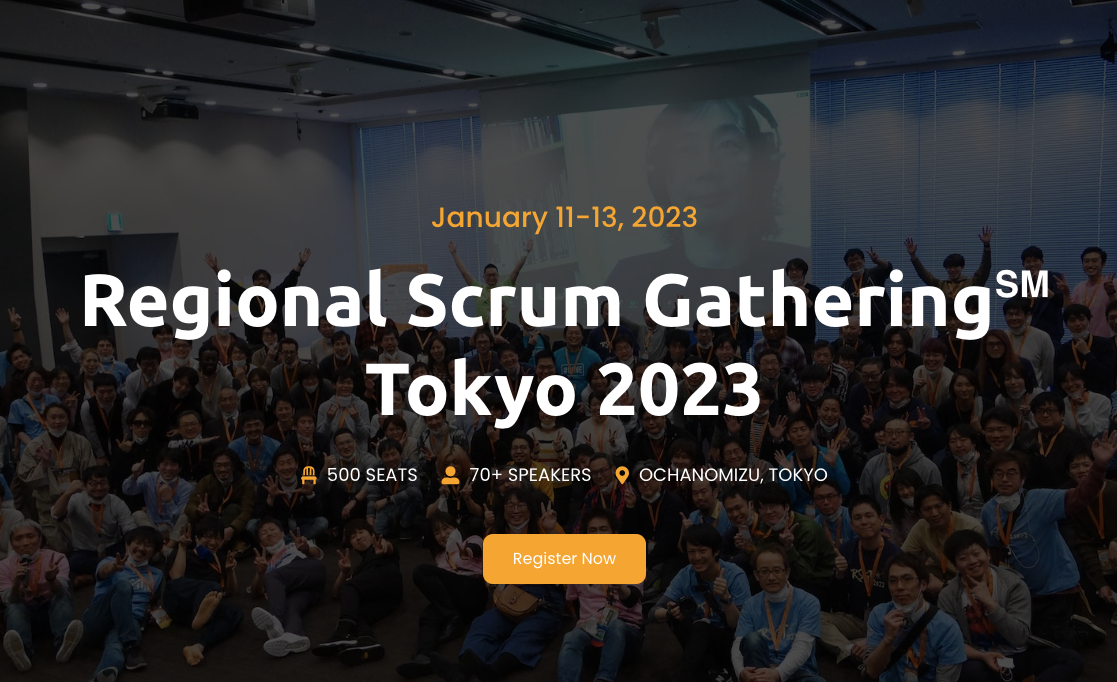 January 11-13, 2023
Regional Scrum Gathering℠
Tokyo 2023
500 SEATS 70+ SPEAKERS OCHANOMIZU, TOKYO
Register Now